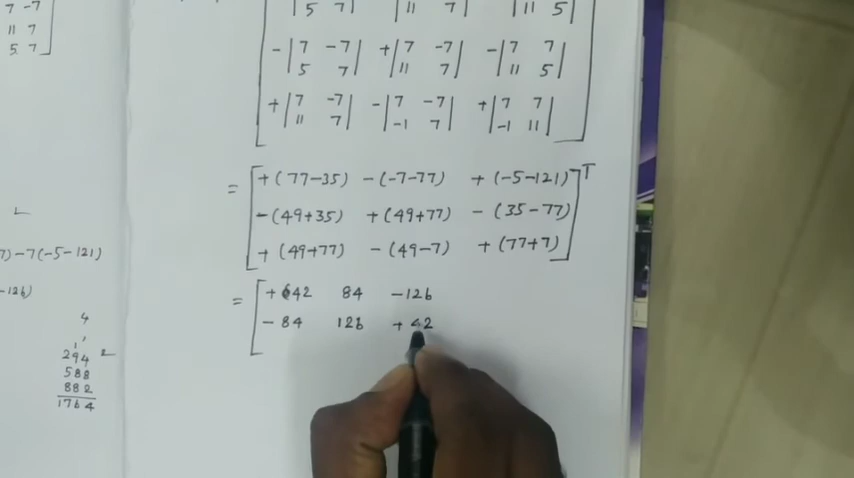 7 -7
11 7
5 7
5 7 11 7 11 5
- |7 -7| + |7 -7| - |7 7|
5 7 11 7 11 5
+ |7 -7| - |7 -7| + |7 7|
11 7 -1 7 -1 11
= [ +(77-35) -(-7-77) +(-5-121) ] T
-(49+35) +(49+77) -(35-77)
+(49+77) -(49-7) +(77+7)
7)-7(-5-121)
-126)
= [ +42 84 -126
-84 126 +42
4
294
588
882
1764